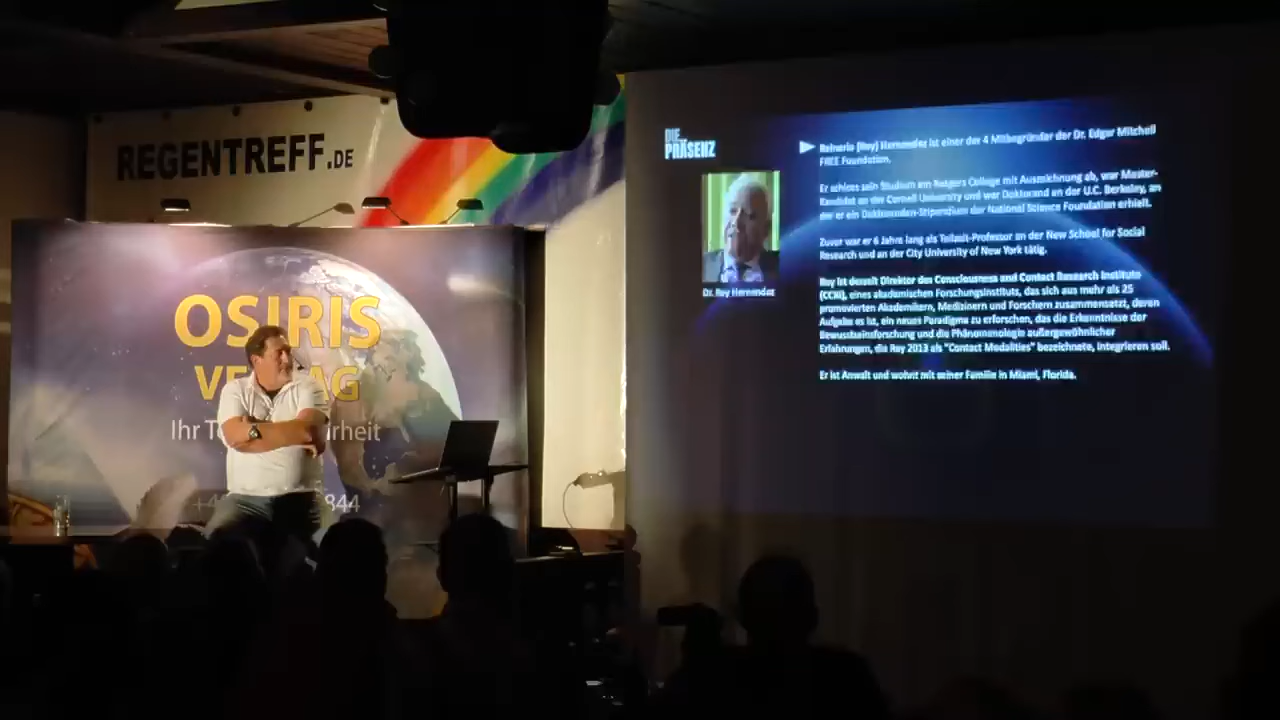 REGENTREFF.DE
OSIRIS
VE AG
Ihr T rheit
844
DIE_
PRÄSENZ
Dr. Roy Hernandez
Reinerio (Roy) Hernandez ist einer der 4 Mitbegründer der Dr. Edgar Mitchell
FREE Foundation.
Er schloss sein Studium am Rutgers College mit Auszeichnung ab, war Master-
Kandidat an der Cornell University und war Doktorand an der U.C. Berkeley, an
der er ein Doktoranden-Stipendium der National Science Foundation erhielt.
Zuvor war er 6 Jahre lang als Teilzeit-Professor an der New School for Social
Research und an der City University of New York tätig.
Roy ist derzeit Direktor des Consciousness and Contact Research Institute
(CCRI), eines akademischen Forschungsinstituts, das sich aus mehr als 25
promovierten Akademikern, Medizinern und Forschern zusammensetzt, deren
Aufgabe es ist, ein neues Paradigma zu erforschen, das die Erkenntnisse der
Bewusstseinsforschung und die Phänomenologie außergewöhnlicher
Erfahrungen, die Roy 2013 als "Contact Modalities" bezeichnete, integrieren soll.
Er ist Anwalt und wohnt mit seiner Familie in Miami, Florida.